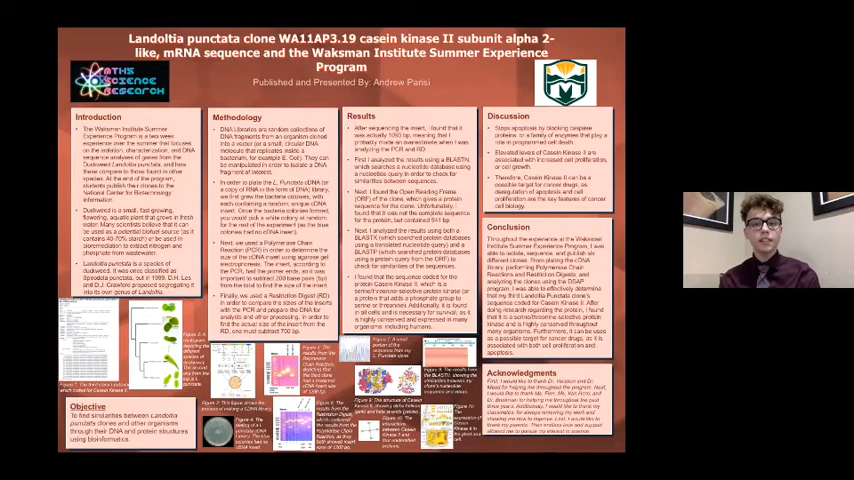 Landoltia punctata clone WA11AP3.19 casein kinase II subunit alpha 2-
like, mRNA sequence and the Waksman Institute Summer Experience
Program
MTHS
SCIENCE
RESEARCH
Published and Presented By: Andrew Parisi
Introduction
The Waksman Institute Summer
Experience Program is a two week
experience over the summer that focuses
on the isolation, characterization, and DNA
sequence analyses of genes from the
Duckweed Landoltia punctata, and how
these compare to those found in other
species. At the end of the program,
students publish their clones to the
National Center for Biotechnology
Information.
Duckweed is a small, fast growing,
flowering, aquatic plant that grows in fresh
water. Many scientists believe that it can
be used as a potential biofuel source (as it
contains 40-70% starch) or be used in
bioremediation extract nitrogen and
phosphate from wastewater.
Landoltia punctata is a species of
duckweed. It was once classified as
Spirodela punctata, but in 1999, D.H. Les
and D.J. Crawford proposed segregating it
into its own genus of Landoltia.
Objective
To find similarities between Landoltia
punctata clones and other organisms
through their DNA and protein structures
using bioinformatics.
Methodology
DNA Libraries are random collections of
DNA fragments from an organism cloned
into a vector (or a small, circular DNA
molecule that replicates inside a
bacterium, for example E. Coli). They can
be manipulated in order to isolate a DNA
fragment of interest.
In order to plate the L. Punctata cDNA (or
a copy of RNA in the form of DNA) library,
we first grew the bacteria colonies, with
each containing a random, unique cDNA
insert. Once the bacteria colonies formed,
you would pick a white colony at random
for the rest of the experiment (as the blue
colonies had no cDNA insert).
Next, we used a Polymerase Chain
Reaction (PCR) in order to determine the
size of the cDNA insert using agarose gel
electrophoresis. The insert, according to
the PCR, had the primer ends, so it was
important to subtract 200 base pairs (bp)
from the total to find the size of the insert.
Finally, we used a Restriction Digest (RD)
in order to compare the sizes of the inserts
with the PCR and prepare the DNA for
analysis and other processes. In order to
find the actual size of the insert from the
RD, one must subtract 700 bp.
Results
After sequencing the insert, I found that it
was actually 1090 bp, meaning that I
probably made an overestimate when I was
analyzing the PCR and RD.
First I analyzed the results using a BLASTN,
which searches a nucleotide database using
a nucleotide query in order to check for
similarities between sequences.
Next, I found the Open Reading Frame
(ORF) of the clone, which gives a protein
sequence for the clone. Unfortunately, I
found that it was not the complete sequence
for the protein, but contained 941 bp.
Next, I analyzed the results using both a
BLASTX (which searched protein databases
using a translated nucleotide query) and a
BLASTP (which searched protein databases
using a protein query from the ORF) to
check for similarities of the sequences.
I found that the sequence coded for the
protein Casein Kinase II, which is a
serine/threonine-selective protein kinase (or
a protein that adds a phosphate group to
serine or threonine). Additionally, it is found
in all cells and is necessary for survival, as it
is highly conserved and expressed in many
organisms, including humans.
Discussion
Stops apoptosis by blocking caspase
proteins, or a family of enzymes that play a
role in programmed cell death.
Elevated levels of Casein Kinase II are
associated with increased cell proliferation,
or cell growth.
Therefore, Casein Kinase II can be a
possible target for cancer drugs, as
deregulation of apoptosis and cell
proliferation are the key features of cancer
cell biology.
Conclusion
Throughout the experience at the Waksman
Institute Summer Experience Program, I was
able to isolate, sequence, and publish six
different clones. From plating the cDNA
library, performing Polymerase Chain
Reactions and Restriction Digests, and
analyzing the clones using the DSAP
program, I was able to effectively determine
that my third Landoltia Punctata clone's
sequence coded for Casein Kinase II. After
doing research regarding the protein, I found
that it is a serine/threonine-selective protein
kinase and is highly conserved throughout
many organisms. Furthermore, it can be used
as a possible target for cancer drugs, as it is
associated with both cell proliferation and
apoptosis.
Acknowledgments